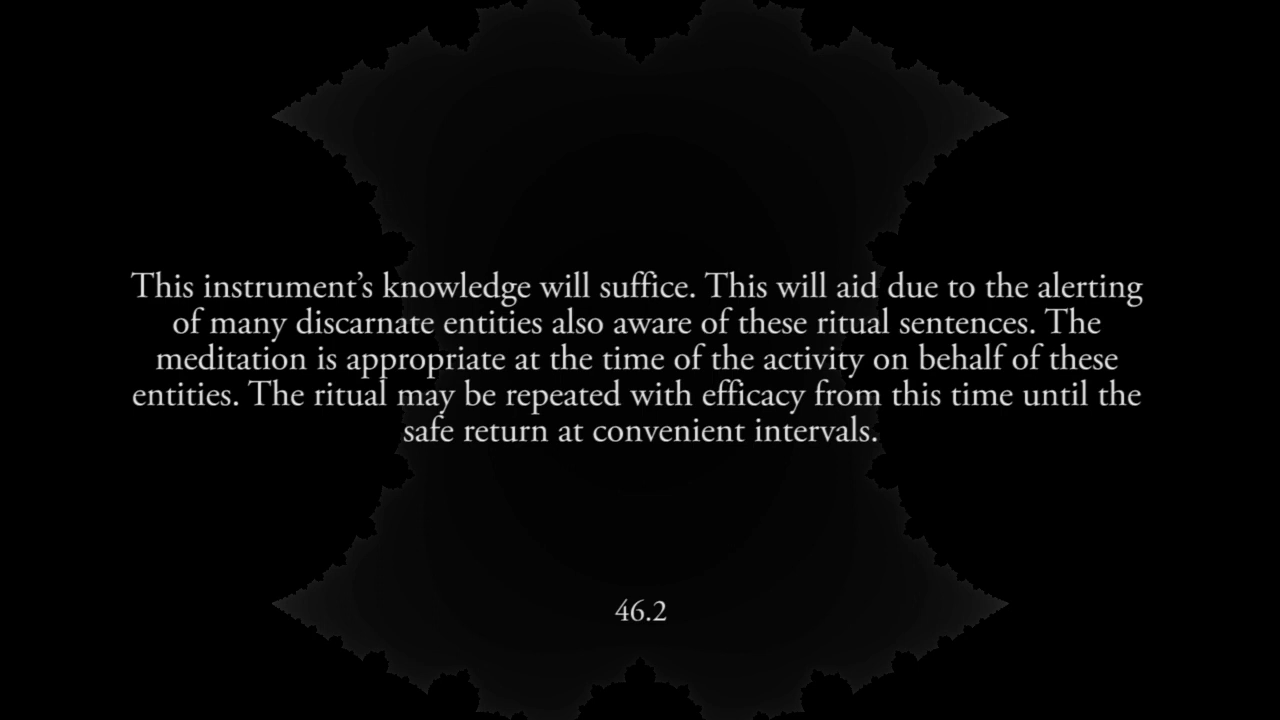 This instrument’s knowledge will suffice. This will aid due to the alerting
of many discarnate entities also aware of these ritual sentences. The
meditation is appropriate at the time of the activity on behalf of these
entities. The ritual may be repeated with efficacy from this time until the
safe return at convenient intervals.
46.2